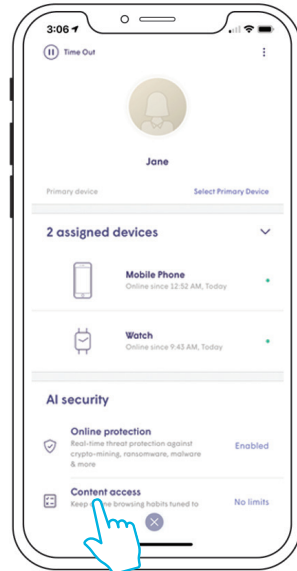 3:06
Time Out
Jane
Primary device Select Primary Device
2 assigned devices
Mobile Phone
Online since 12:52 AM, Today
Watch
Online since 9:43 AM, Today
AI security
Online protection
Real-time threat protection against
crypto-mining, ransomware, malware
& more
Enabled
Content access
Keep browsing habits tuned to
No limits